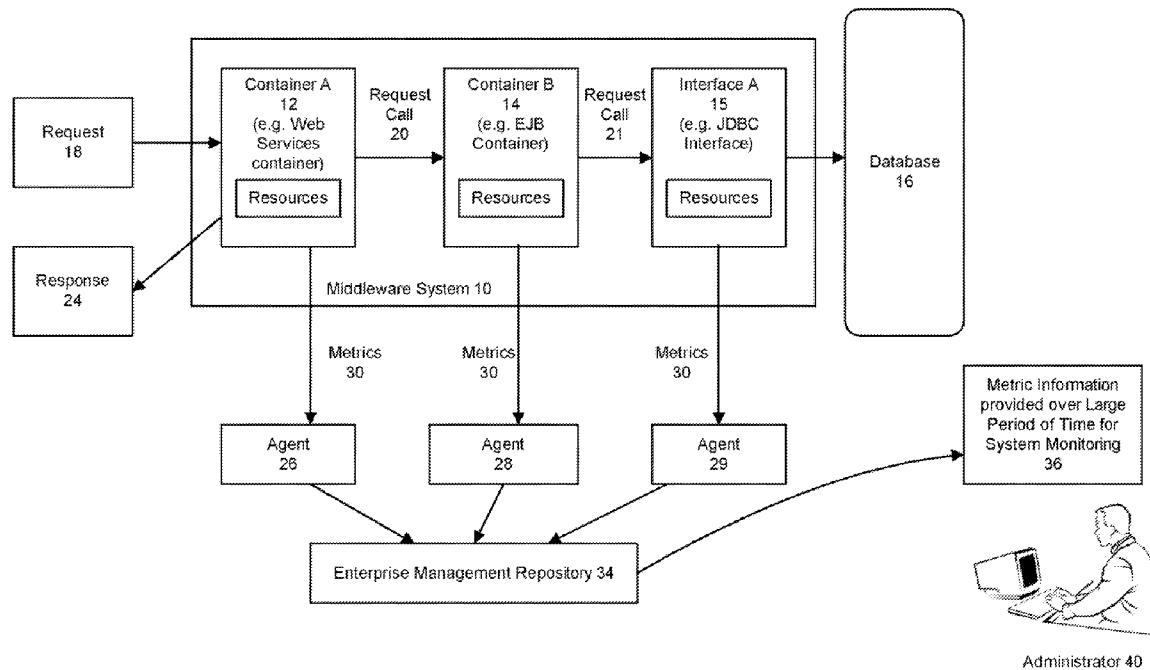 Request
18
Response
24
Container A
12
(e.g. Web
Services
container)
Resources
Request
Call
20
Container B
14
(e.g. EJB
Container)
Resources
Request
Call
21
Interface A
15
(e.g. JDBC
Interface)
Resources
Database
16
Middleware System 10
Metrics
30
Metrics
30
Metrics
30
Agent
26
Agent
28
Agent
29
Metric Information
provided over Large
Period of Time for
System Monitoring
36
Enterprise Management Repository 34
Administrator 40